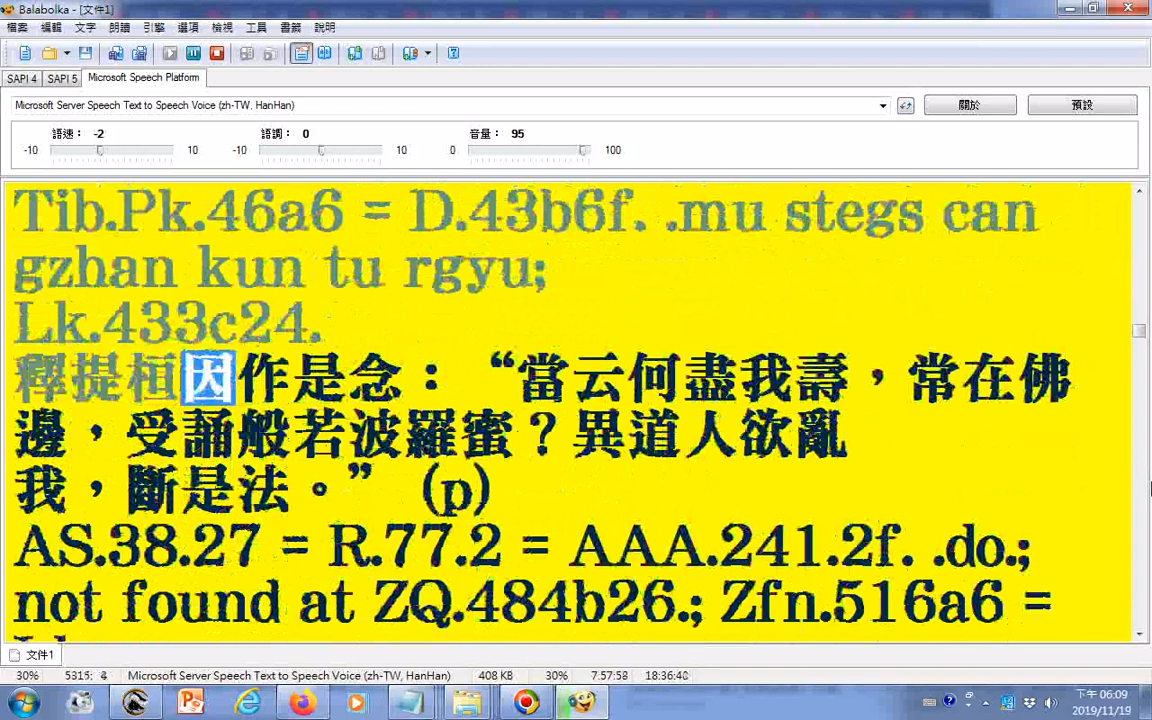 Balabolka - [文件1]
檔案 編輯 文字 朗讀 引擎 選項 檢視 工具 書籤 說明
SAPI 4 SAPI 5 Microsoft Speech Platform
Microsoft Server Speech Text to Speech Voice (zh-TW, HanHan) 關於 預設
語速： -2 語調： 0 音量： 95
-10 10 -10 10 0 100
Tib.Pk.46a6 = D.43b6f. .mu stegs can
gzhan kun tu rgyu;
Lk.433c24.
釋提桓因作是念：“當云何盡我壽，常在佛
邊，受誦般若波羅蜜？異道人欲亂
我，斷是法。” (p)
AS.38.27 = R.77.2 = AAA.241.2f. .do.;
not found at ZQ.484b26.; Zfn.516a6 =
文件1
30% 5315: 4 Microsoft Server Speech Text to Speech Voice (zh-TW, HanHan) 408 KB 30% 7:57:58 18:36:40
下午 06:09
2019/11/19